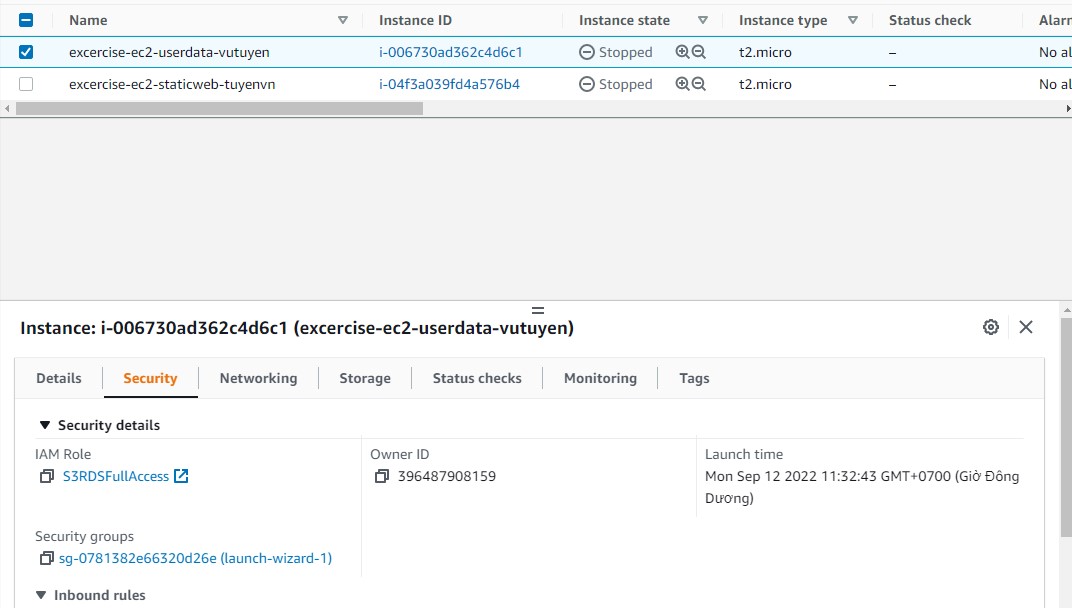 Name Instance ID Instance state Instance type Status check Alarr
excercise-ec2-userdata-vutuyen i-006730ad362c4d6c1 Stopped t2.micro – No al
excercise-ec2-staticweb-tuyenvn i-04f3a039fd4a576b4 Stopped t2.micro – No al
Instance: i-006730ad362c4d6c1 (excercise-ec2-userdata-vutuyen)
Details Security Networking Storage Status checks Monitoring Tags
Security details
IAM Role Owner ID Launch time
S3RDSFullAccess 396487908159 Mon Sep 12 2022 11:32:43 GMT+0700 (Giờ Đông
Dương)
Security groups
sg-0781382e66320d26e (launch-wizard-1)
Inbound rules